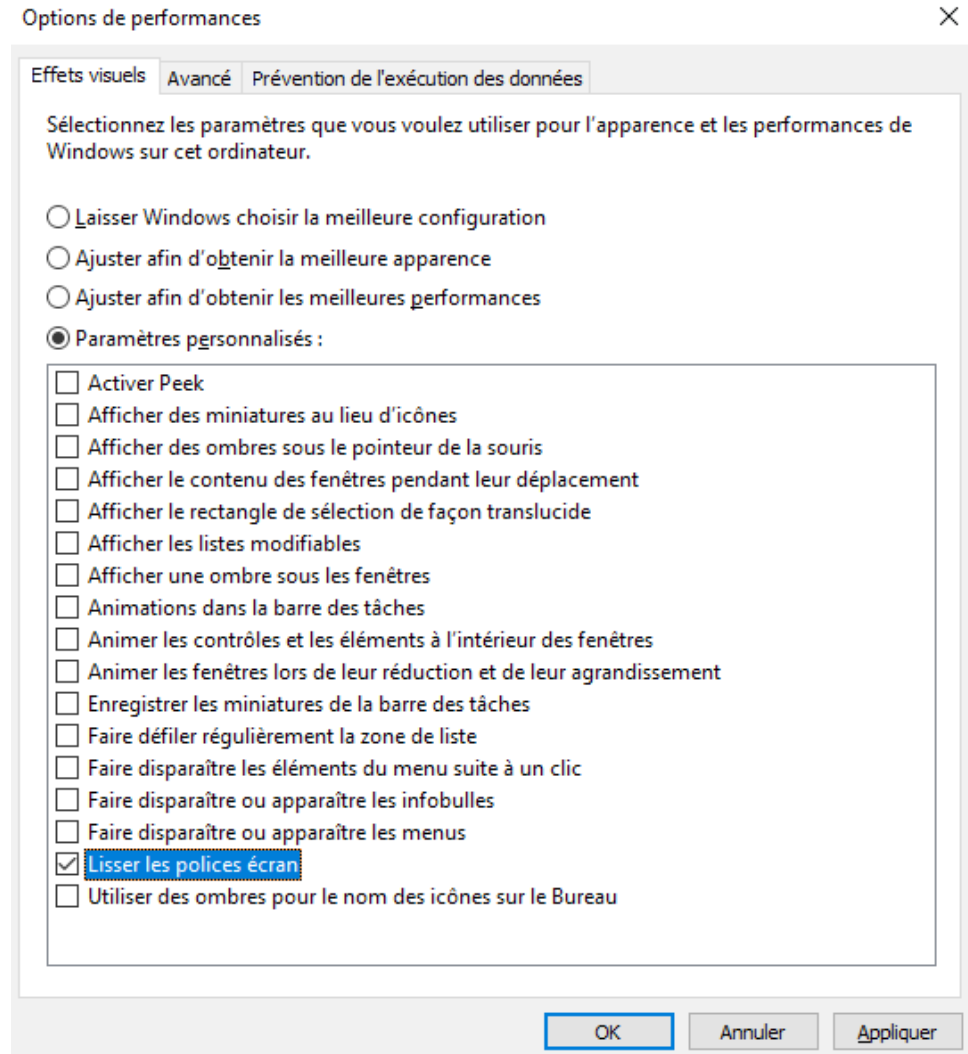 Options de performances
Effets visuels Avancé Prévention de l'exécution des données
Sélectionnez les paramètres que vous voulez utiliser pour l'apparence et les performances de
Windows sur cet ordinateur.
Laisser Windows choisir la meilleure configuration
Ajuster afin d'obtenir la meilleure apparence
Ajuster afin d'obtenir les meilleures performances
Paramètres personnalisés :
Activer Peek
Afficher des miniatures au lieu d'icônes
Afficher des ombres sous le pointeur de la souris
Afficher le contenu des fenêtres pendant leur déplacement
Afficher le rectangle de sélection de façon translucide
Afficher les listes modifiables
Afficher une ombre sous les fenêtres
Animations dans la barre des tâches
Animer les contrôles et les éléments à l'intérieur des fenêtres
Animer les fenêtres lors de leur réduction et de leur agrandissement
Enregistrer les miniatures de la barre des tâches
Faire défiler régulièrement la zone de liste
Faire disparaître les éléments du menu suite à un clic
Faire disparaître ou apparaître les infobulles
Faire disparaître ou apparaître les menus
Lisser les polices écran
Utiliser des ombres pour le nom des icônes sur le Bureau
OK Annuler Appliquer